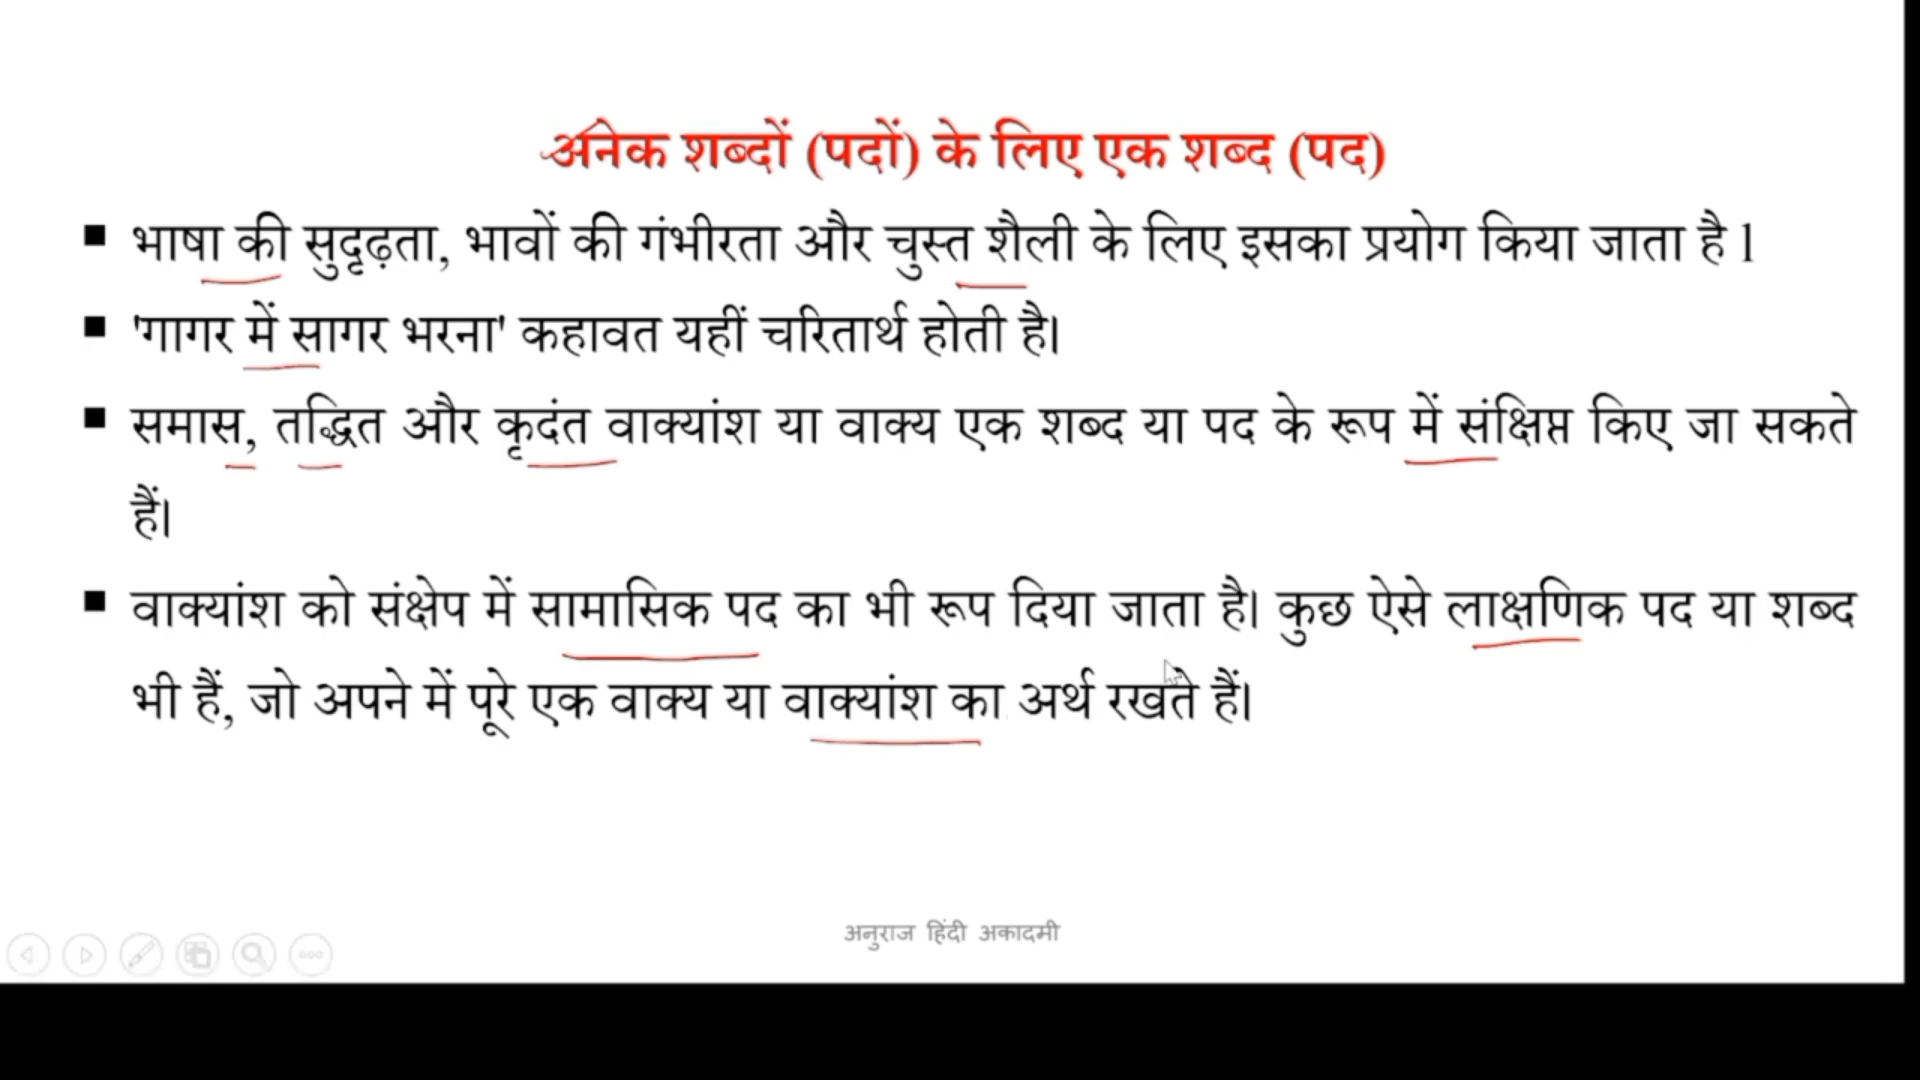 अनेक शब्दों (पदों) के लिए एक शब्द (पद)
▪ भाषा की सुदृढ़ता, भावों की गंभीरता और चुस्त शैली के लिए इसका प्रयोग किया जाता है l
▪ 'गागर में सागर भरना' कहावत यहीं चरितार्थ होती है।
▪ समास, तद्धित और कृदंत वाक्यांश या वाक्य एक शब्द या पद के रूप में संक्षिप्त किए जा सकते
हैं।
▪ वाक्यांश को संक्षेप में सामासिक पद का भी रूप दिया जाता है। कुछ ऐसे लाक्षणिक पद या शब्द
भी हैं, जो अपने में पूरे एक वाक्य या वाक्यांश का अर्थ रखते हैं।
अनुराज हिंदी अकादमी